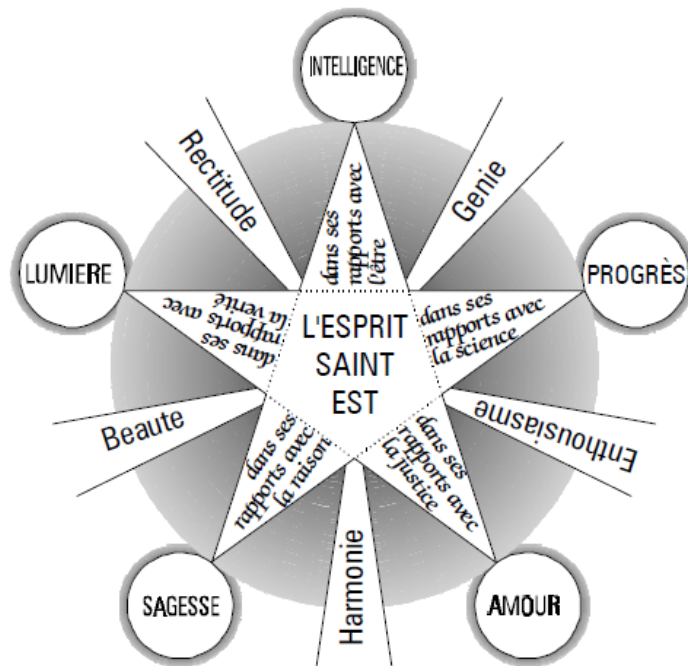 INTELLIGENCE
Rectitude
Genie
dans ses
rapports avec
l'être
LUMIERE
PROGRÈS
dans ses
rapports avec
la verité
L'ESPRIT
SAINT
EST
dans ses
rapports avec
la science
Beaute
Enthousiasme
dans ses
rapports avec
la raison
dans ses
rapports avec
la justice
Harmonie
SAGESSE
AMOUR